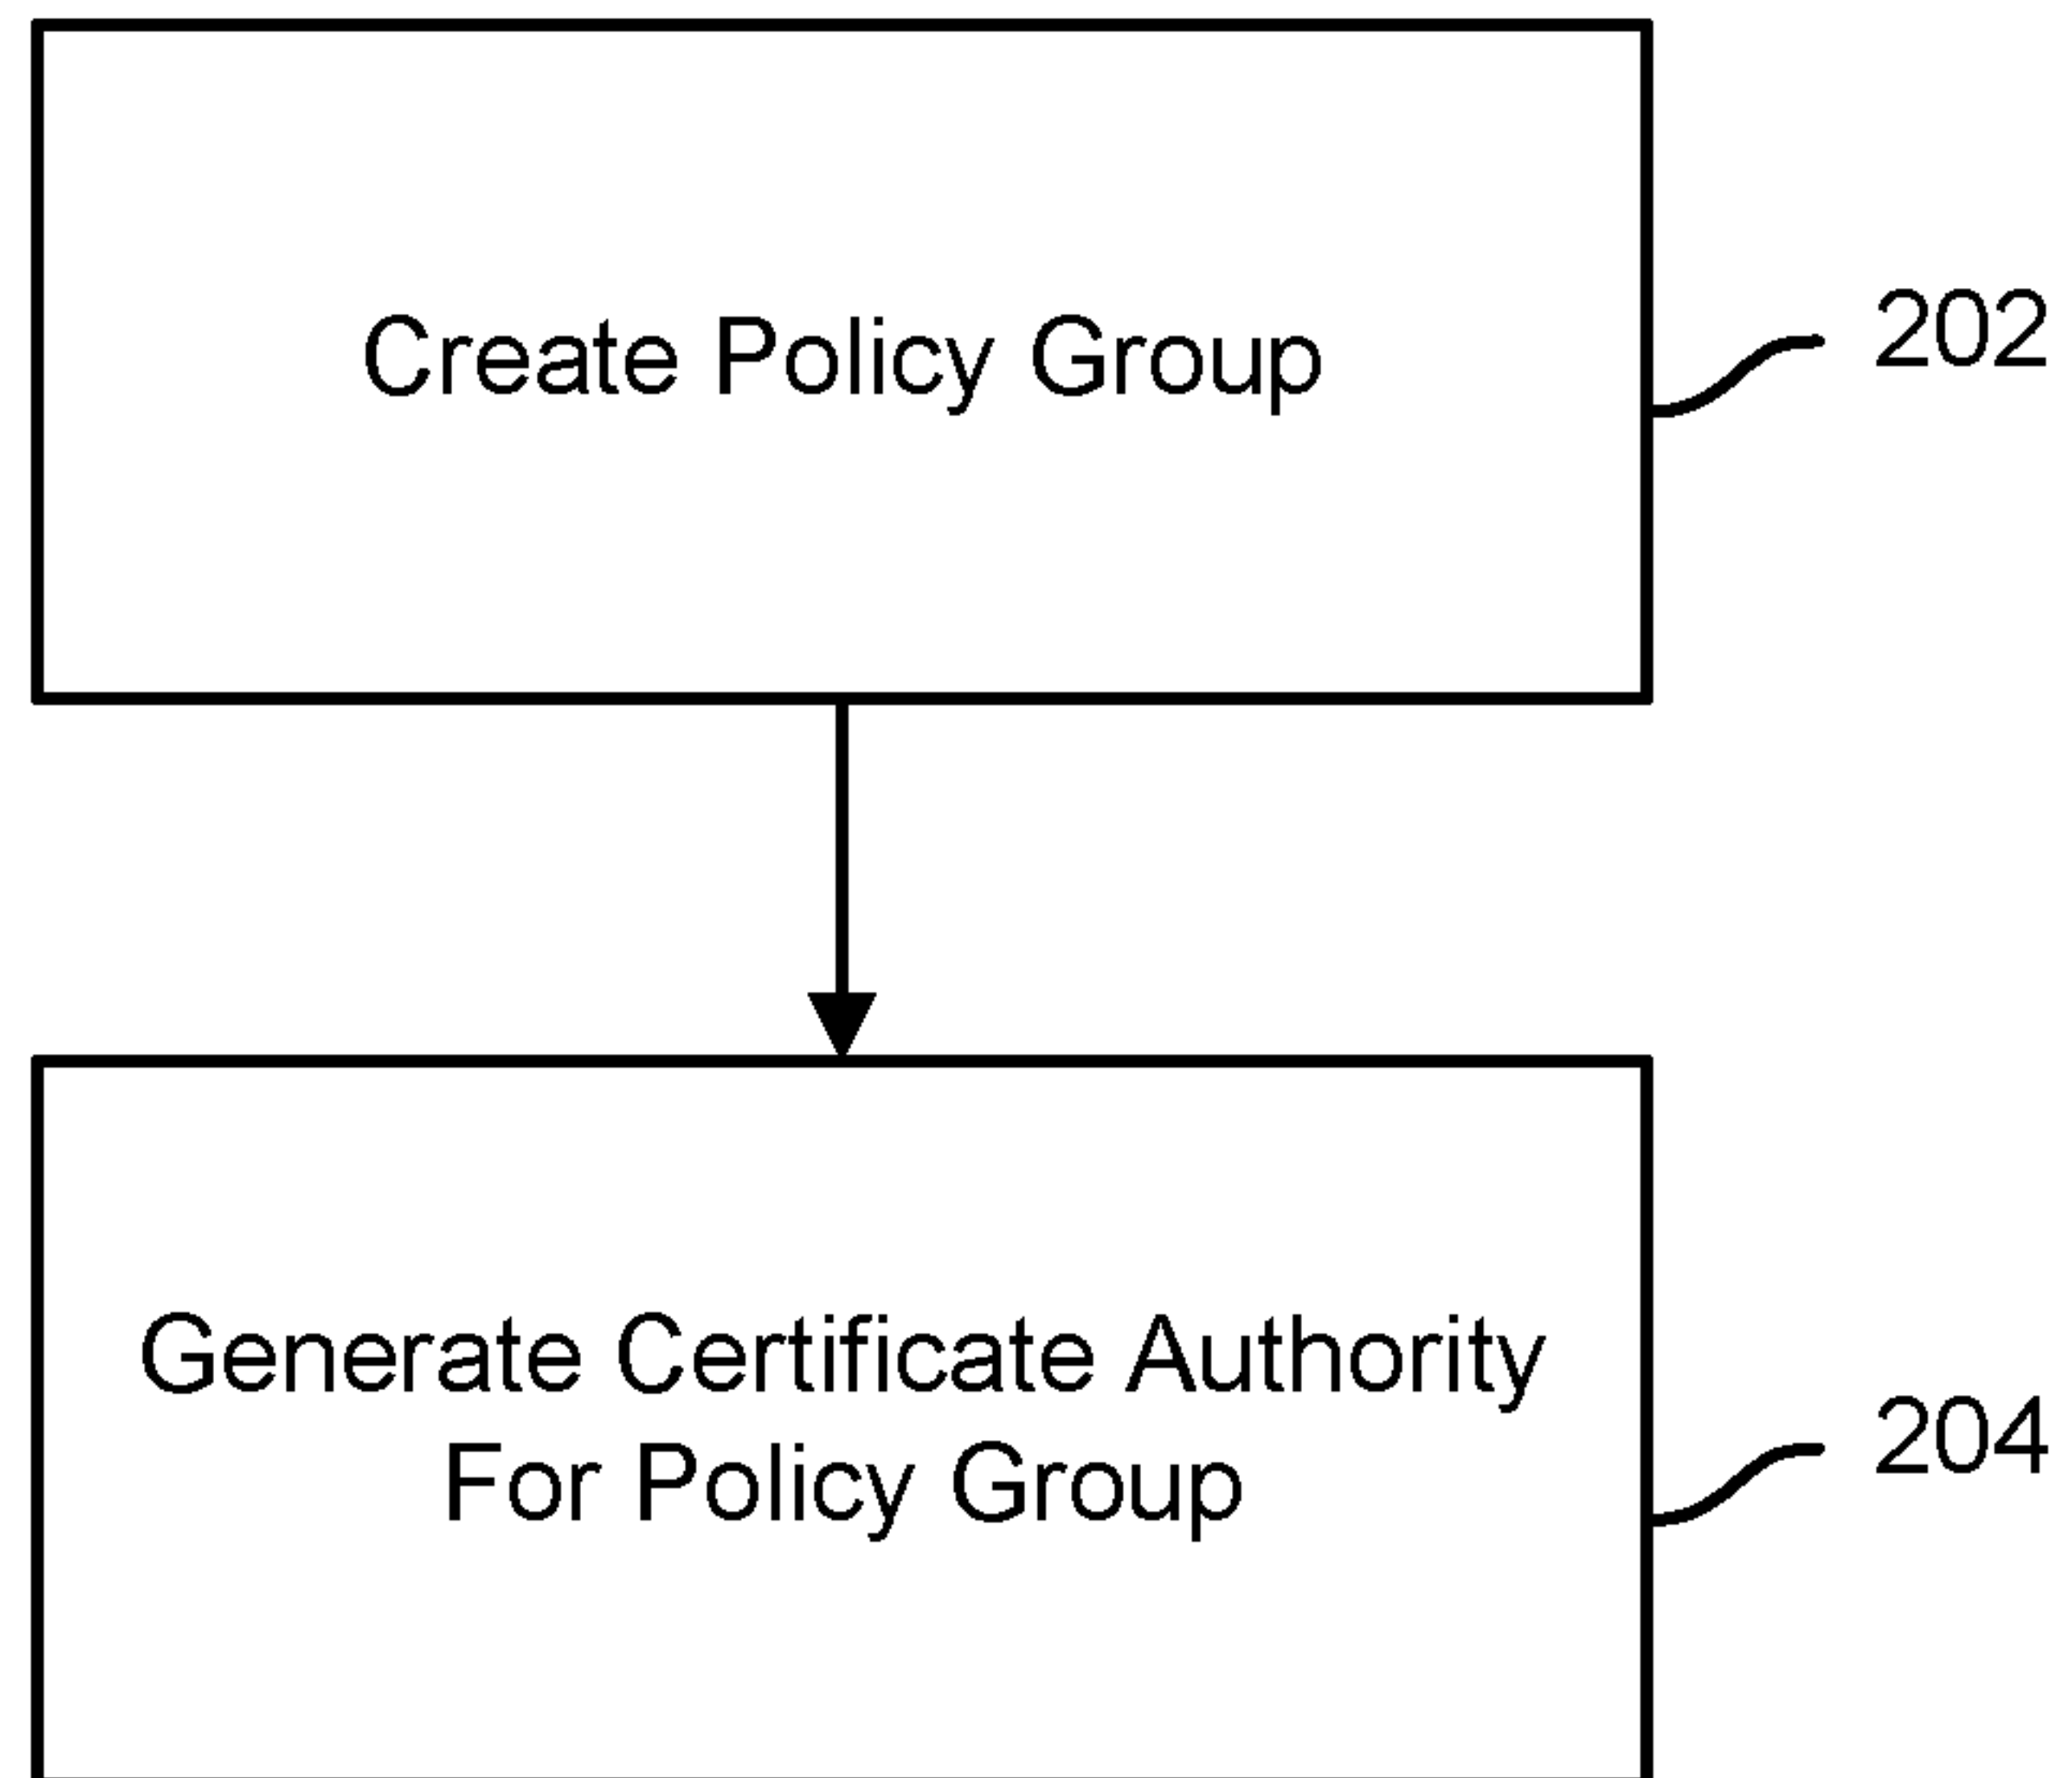 Create Policy Group
202
Generate Certificate Authority
For Policy Group
204